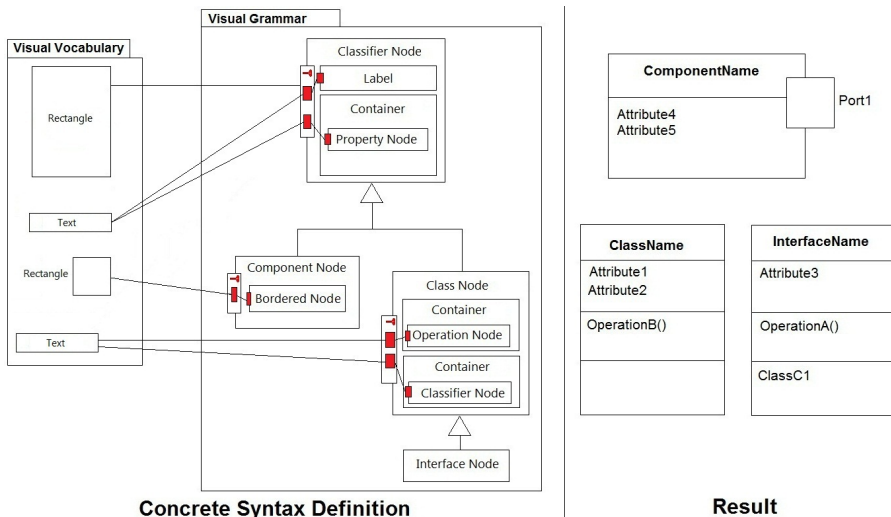 Visual Grammar
Visual Vocabulary
Rectangle
Text
Rectangle
Text
Classifier Node
Label
Container
Property Node
Component Node
Bordered Node
Class Node
Container
Operation Node
Container
Classifier Node
Interface Node
Concrete Syntax Definition
ComponentName
Attribute4
Attribute5
Port1
ClassName
Attribute1
Attribute2
OperationB()
InterfaceName
Attribute3
OperationA()
ClassC1
Result